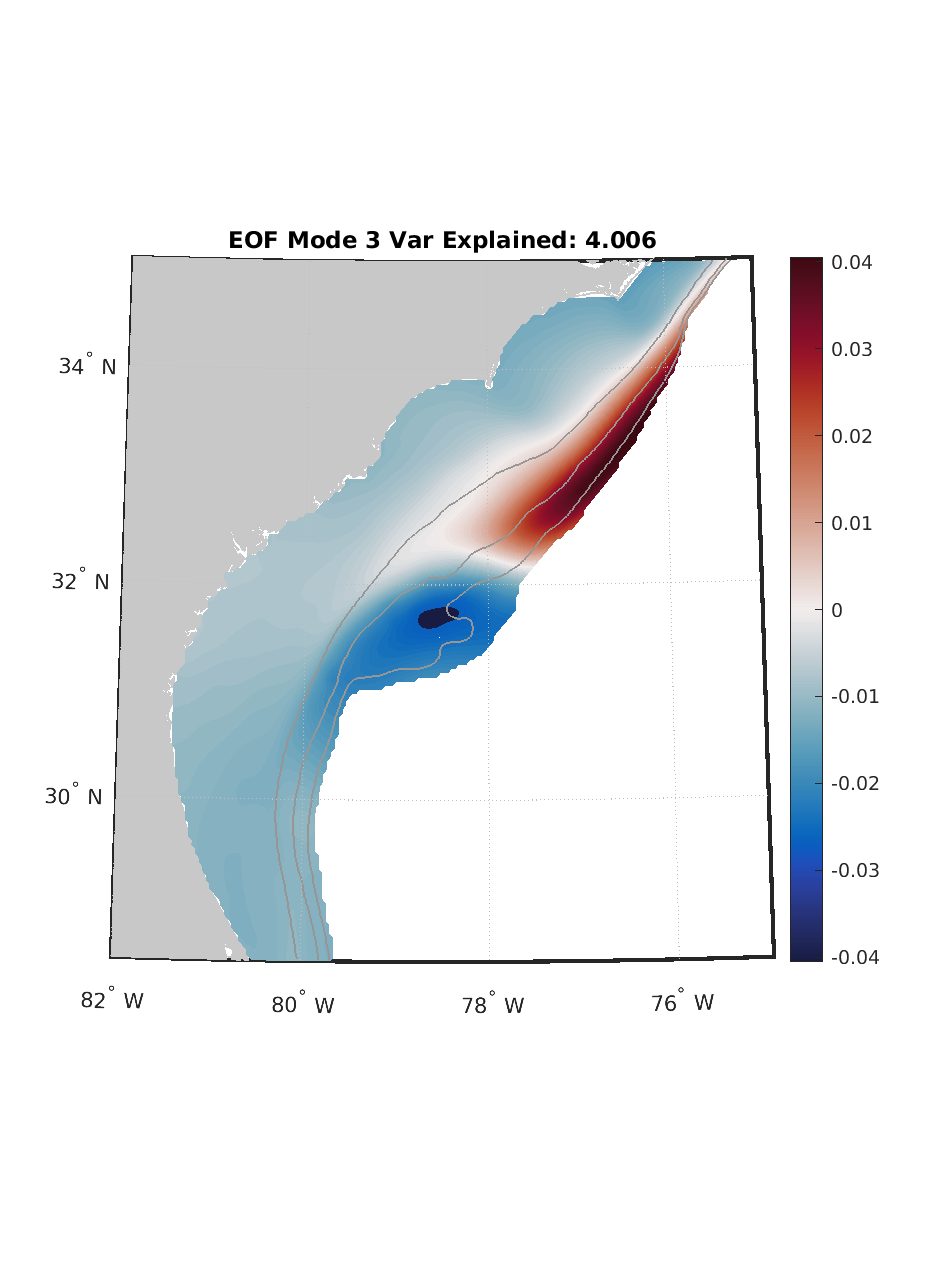 EOF Mode 3 Var Explained: 4.006
34° N
32° N
30° N
82° W
80° W
78° W
76° W
0.04
0.03
0.02
0.01
0
-0.01
-0.02
-0.03
-0.04